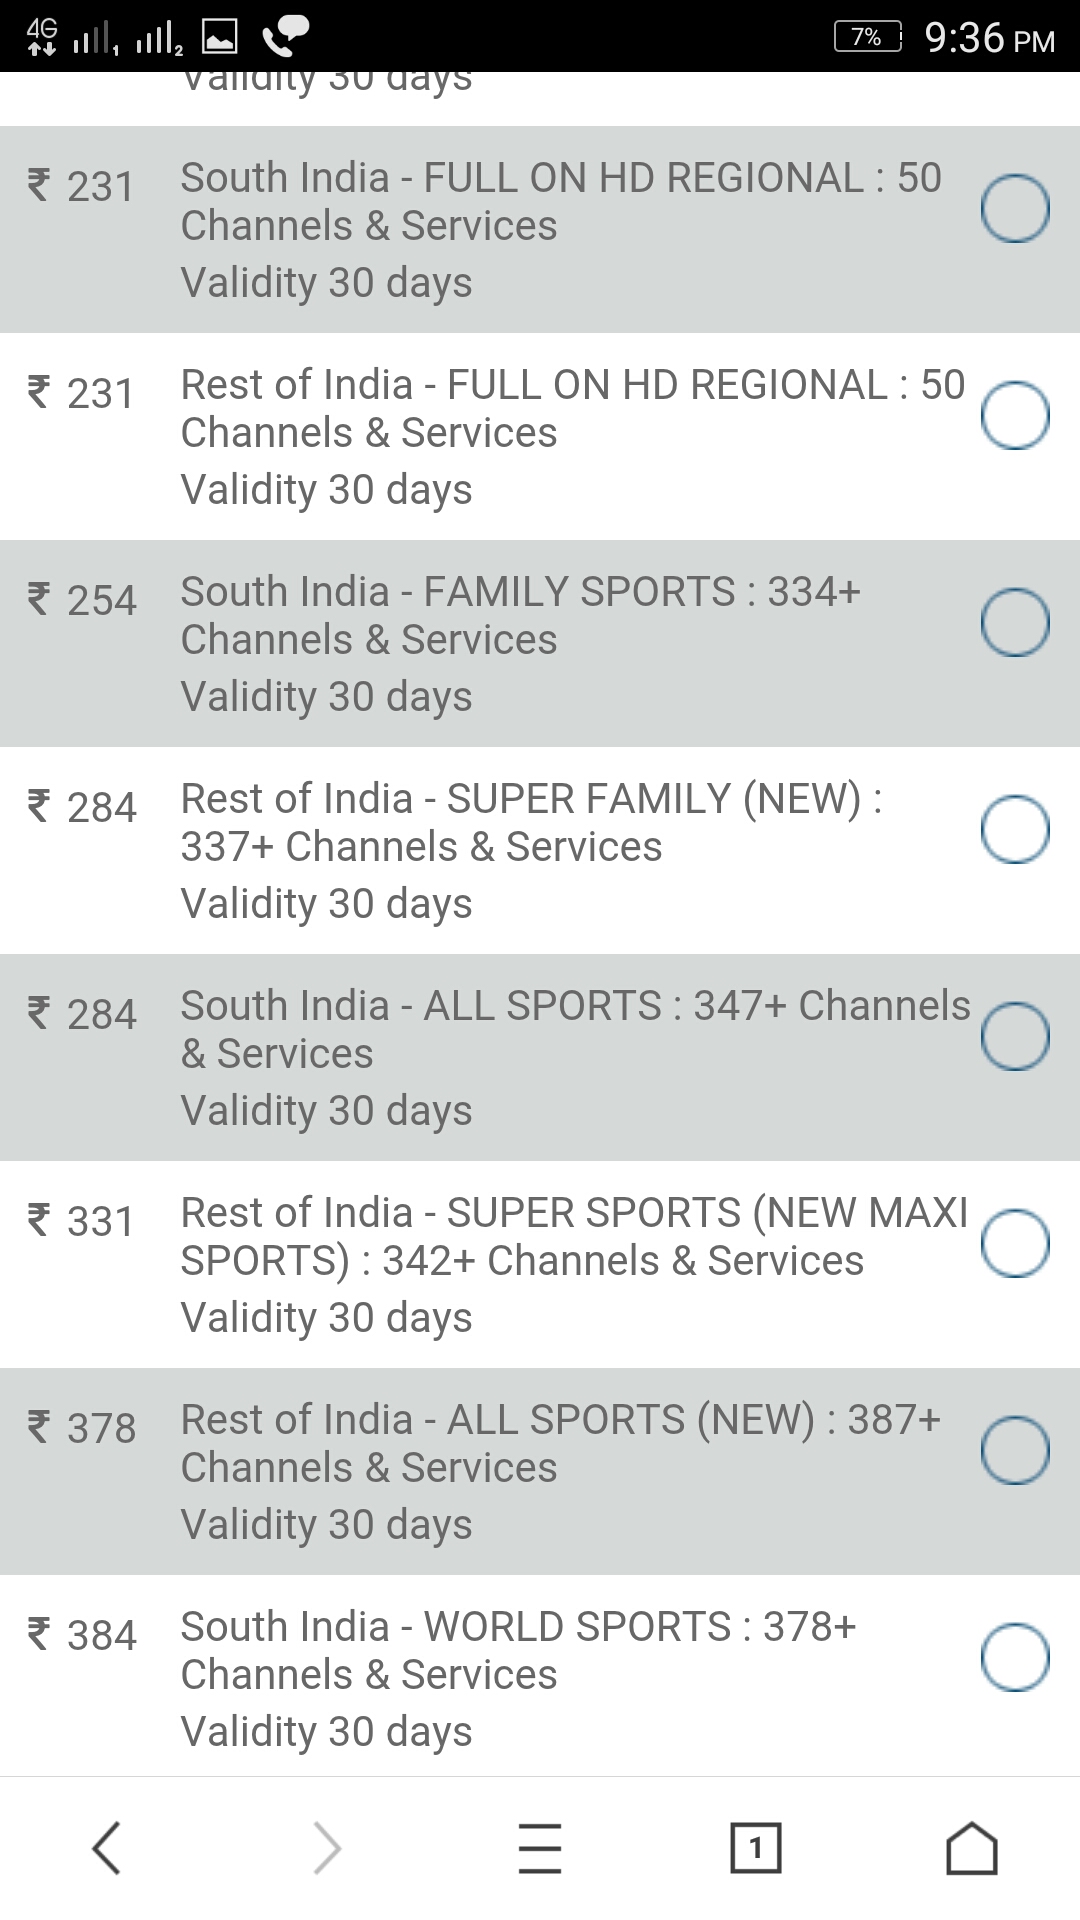 4G 1 2 7% 9:36 PM
Validity 30 days
₹ 231 South India - FULL ON HD REGIONAL : 50
Channels & Services
Validity 30 days
₹ 231 Rest of India - FULL ON HD REGIONAL : 50
Channels & Services
Validity 30 days
₹ 254 South India - FAMILY SPORTS : 334+
Channels & Services
Validity 30 days
₹ 284 Rest of India - SUPER FAMILY (NEW) :
337+ Channels & Services
Validity 30 days
₹ 284 South India - ALL SPORTS : 347+ Channels
& Services
Validity 30 days
₹ 331 Rest of India - SUPER SPORTS (NEW MAXI
SPORTS) : 342+ Channels & Services
Validity 30 days
₹ 378 Rest of India - ALL SPORTS (NEW) : 387+
Channels & Services
Validity 30 days
₹ 384 South India - WORLD SPORTS : 378+
Channels & Services
Validity 30 days
1